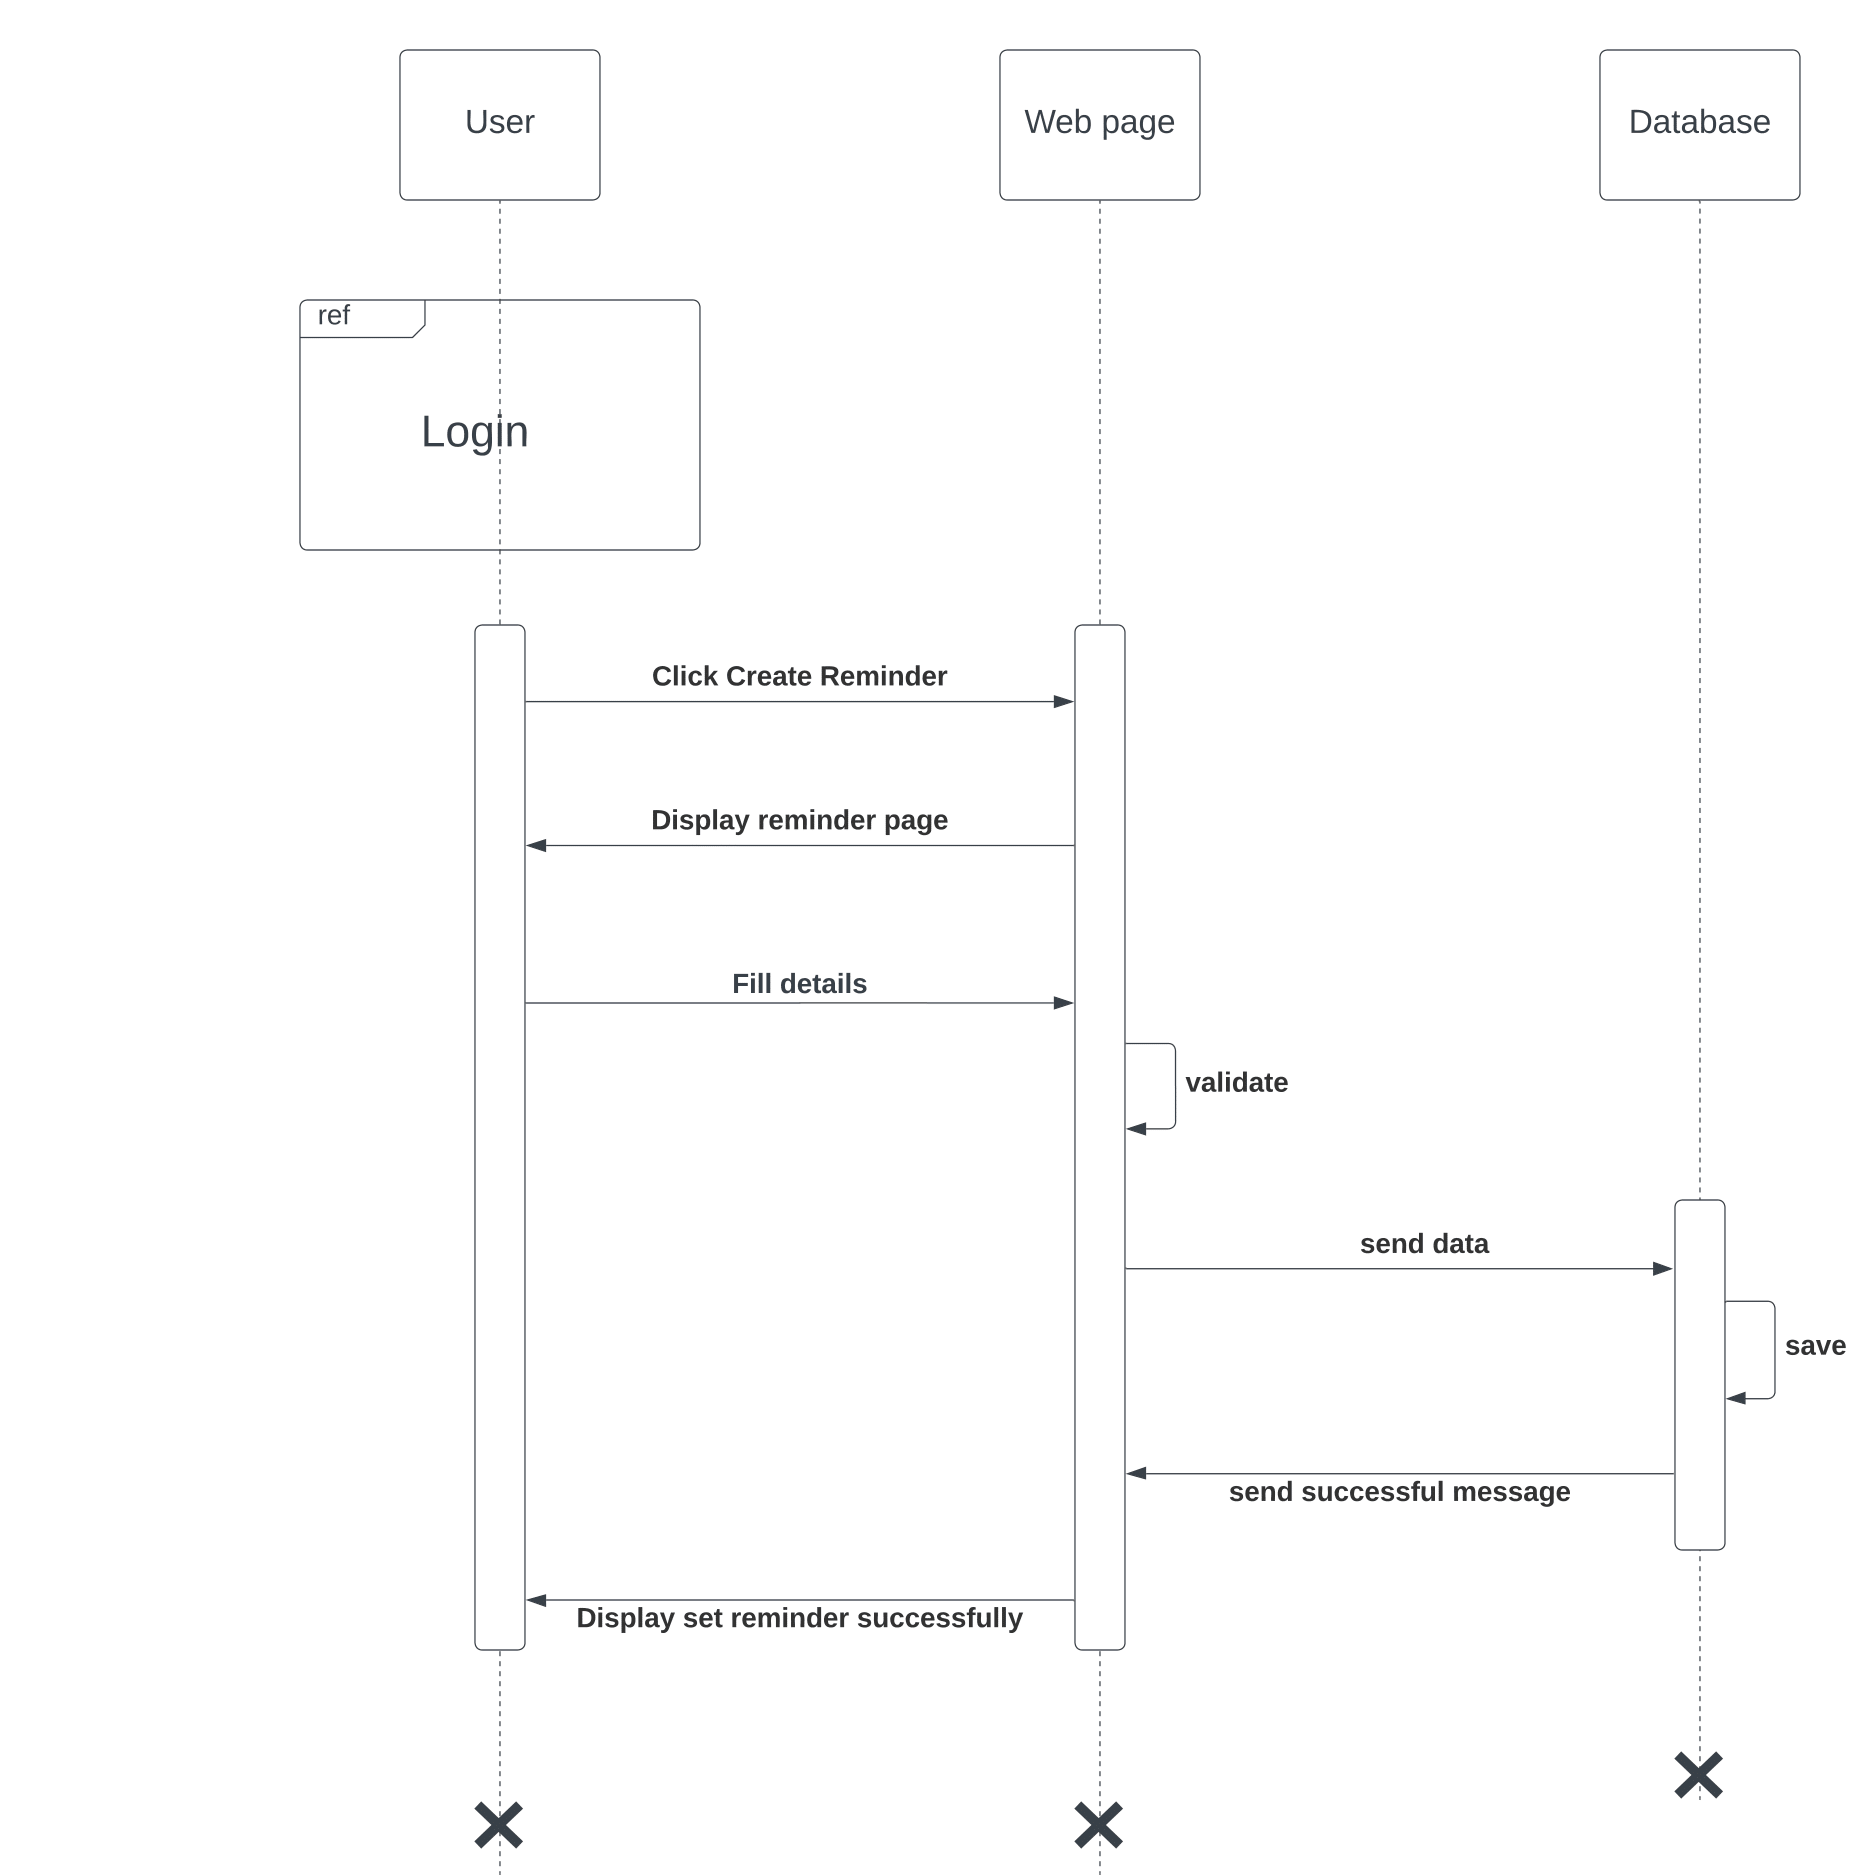 User
Web page
Database
ref
Login
Click Create Reminder
Display reminder page
Fill details
validate
send data
save
send successful message
Display set reminder successfully